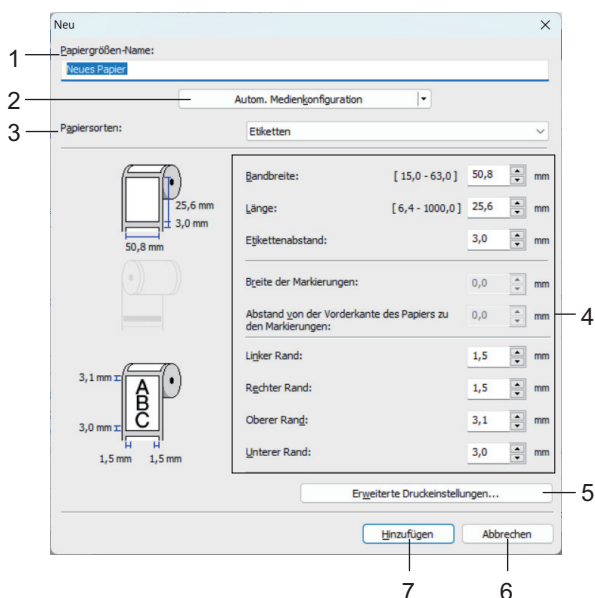 Neu
1
Papiergrößen-Name:
Neues Papier
2
Autom. Medienkonfiguration
3
Papiersorten:
Etiketten
25,6 mm
3,0 mm
50,8 mm
Bandbreite: [ 15,0 - 63,0 ] 50,8 mm
Länge: [ 6,4 - 1000,0 ] 25,6 mm
Etikettenabstand: 3,0 mm
Breite der Markierungen: 0,0 mm
Abstand von der Vorderkante des Papiers zu
den Markierungen:
0,0 mm
4
Linker Rand: 1,5 mm
Rechter Rand: 1,5 mm
Oberer Rand: 3,1 mm
Unterer Rand: 3,0 mm
3,1 mm
A
B
C
3,0 mm
1,5 mm 1,5 mm
Erweiterte Druckeinstellungen...
5
Hinzufügen
Abbrechen
7
6